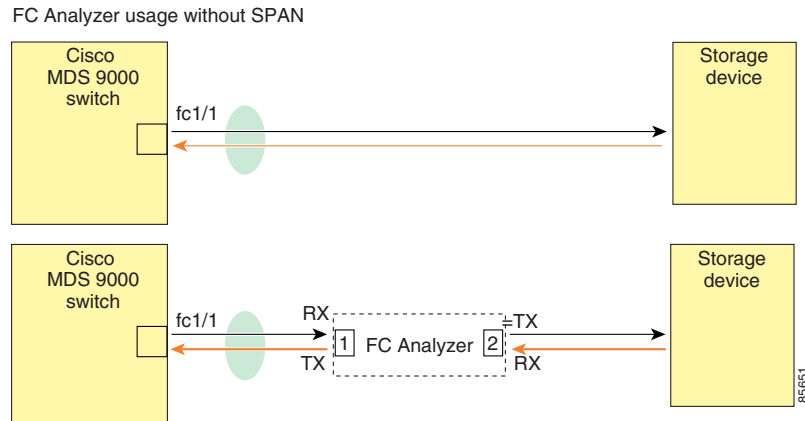 FC Analyzer usage without SPAN
Cisco
MDS 9000
switch
fc1/1
Storage
device
Cisco
MDS 9000
switch
fc1/1
RX
TX
1
FC Analyzer
2
=TX
RX
Storage
device
85651